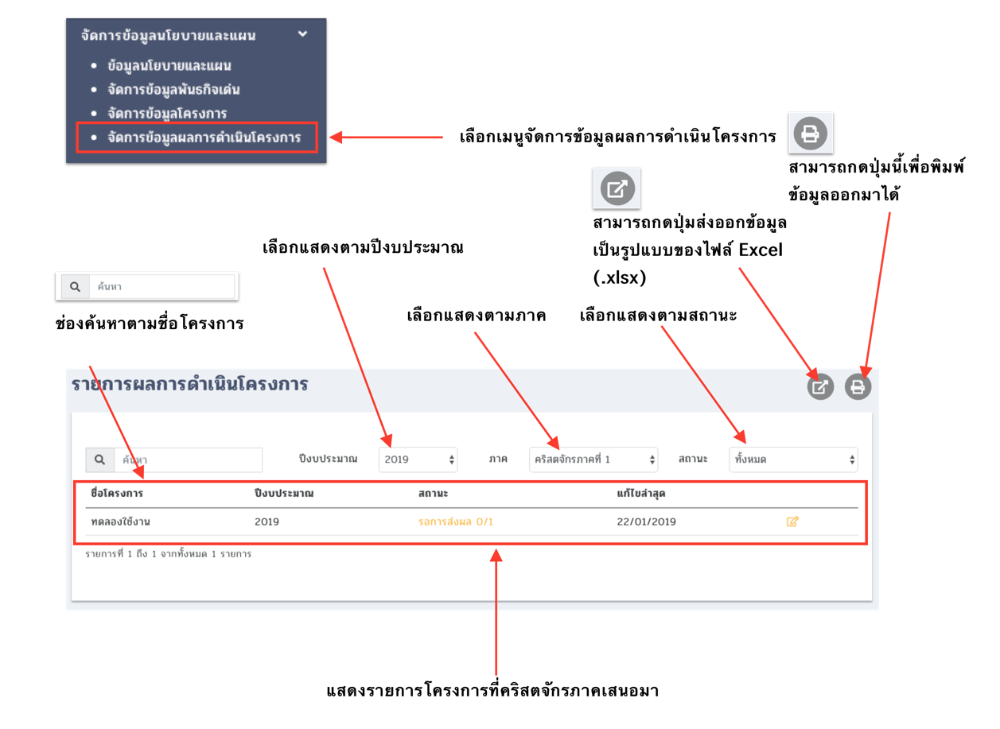 จัดการข้อมูลนโยบายและแผน
ข้อมูลนโยบายและแผน
จัดการข้อมูลพันธกิจเด่น
จัดการข้อมูลโครงการ
จัดการข้อมูลผลการดำเนินโครงการ
เลือกเมนูจัดการข้อมูลผลการดำเนินโครงการ
สามารถกดปุ่มนี้เพื่อพิมพ์
ข้อมูลออกมาได้
สามารถกดปุ่มส่งออกข้อมูล
เป็นรูปแบบของไฟล์ Excel
(.xlsx)
เลือกแสดงตามปีงบประมาณ
ค้นหา
ช่องค้นหาตามชื่อโครงการ
เลือกแสดงตามภาค
เลือกแสดงตามสถานะ
รายการผลการดำเนินโครงการ
ค้นหา ปีงบประมาณ 2019 ภาค คริสตจักรภาคที่ 1 สถานะ ทั้งหมด
ชื่อโครงการ ปีงบประมาณ สถานะ แก้ไขล่าสุด
ทดลองใช้งาน 2019 รอการส่งผล 0/1 22/01/2019
รายการที่ 1 ถึง 1 จากทั้งหมด 1 รายการ
แสดงรายการโครงการที่คริสตจักรภาคเสนอมา